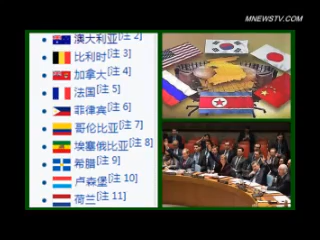 MNEWSTV.COM
澳大利亚[注 2]
比利时[注 3]
加拿大[注 4]
法国[注 5]
菲律宾[注 6]
哥伦比亚[注 7]
埃塞俄比亚[注 8]
希腊[注 9]
卢森堡[注 10]
荷兰[注 11]